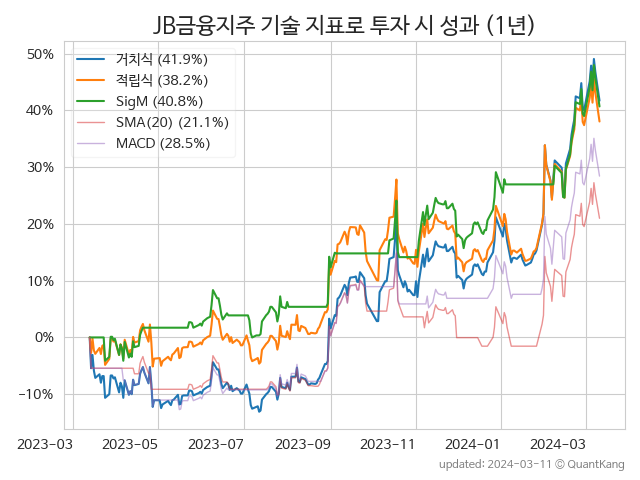 JB금융지주 기술 지표로 투자 시 성과 (1년)
50%
40%
30%
20%
10%
0%
−10%
거치식 (41.9%)
적립식 (38.2%)
SigM (40.8%)
SMA(20) (21.1%)
MACD (28.5%)
2023-03
2023-05
2023-07
2023-09
2023-11
2024-01
2024-03
updated: 2024-03-11 © QuantKang